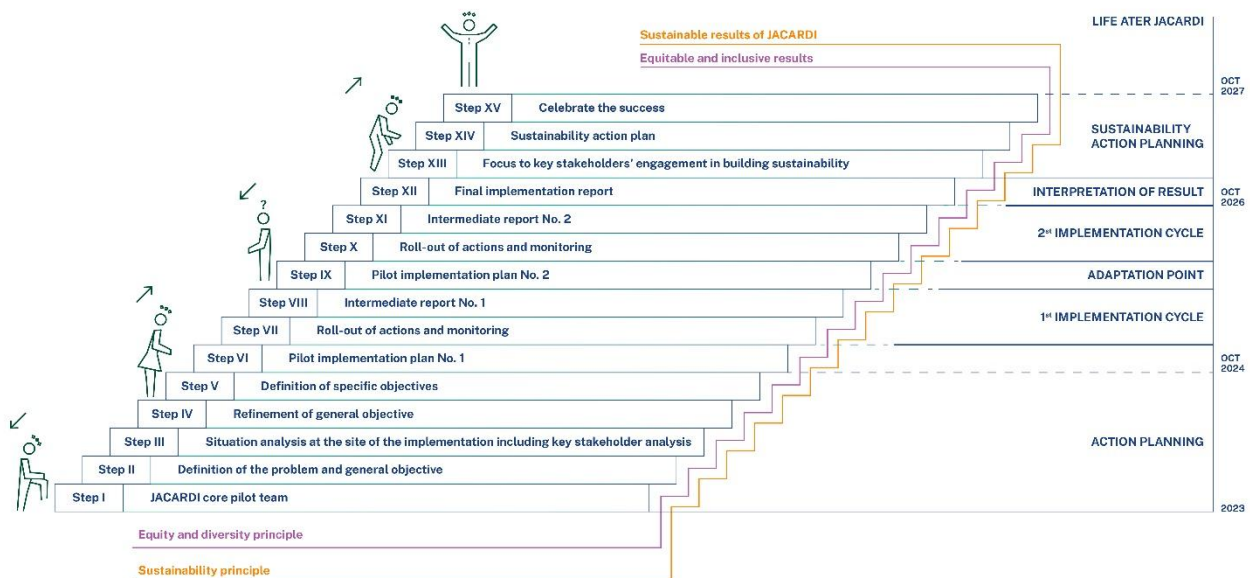 LIFE ATER JACARDI
Sustainable results of JACARDI
Equitable and inclusive results
OCT
2027
Step XV Celebrate the success
Step XIV Sustainability action plan
SUSTAINABILITY
ACTION PLANNING
Step XIII Focus to key stakeholders' engagement in building sustainability
Step XII Final implementation report
INTERPRETATION OF RESULT
OCT
2026
?
Step XI Intermediate report No. 2
2ˢᵗ IMPLEMENTATION CYCLE
Step X Roll-out of actions and monitoring
Step IX Pilot implementation plan No. 2
ADAPTATION POINT
Step VIII Intermediate report No. 1
1ˢᵗ IMPLEMENTATION CYCLE
Step VII Roll-out of actions and monitoring
Step VI Pilot implementation plan No. 1
OCT
2024
Step V Definition of specific objectives
Step IV Refinement of general objective
Step III Situation analysis at the site of the implementation including key stakeholder analysis
ACTION PLANNING
Step II Definition of the problem and general objective
Step I JACARDI core pilot team
2023
Equity and diversity principle
Sustainability principle